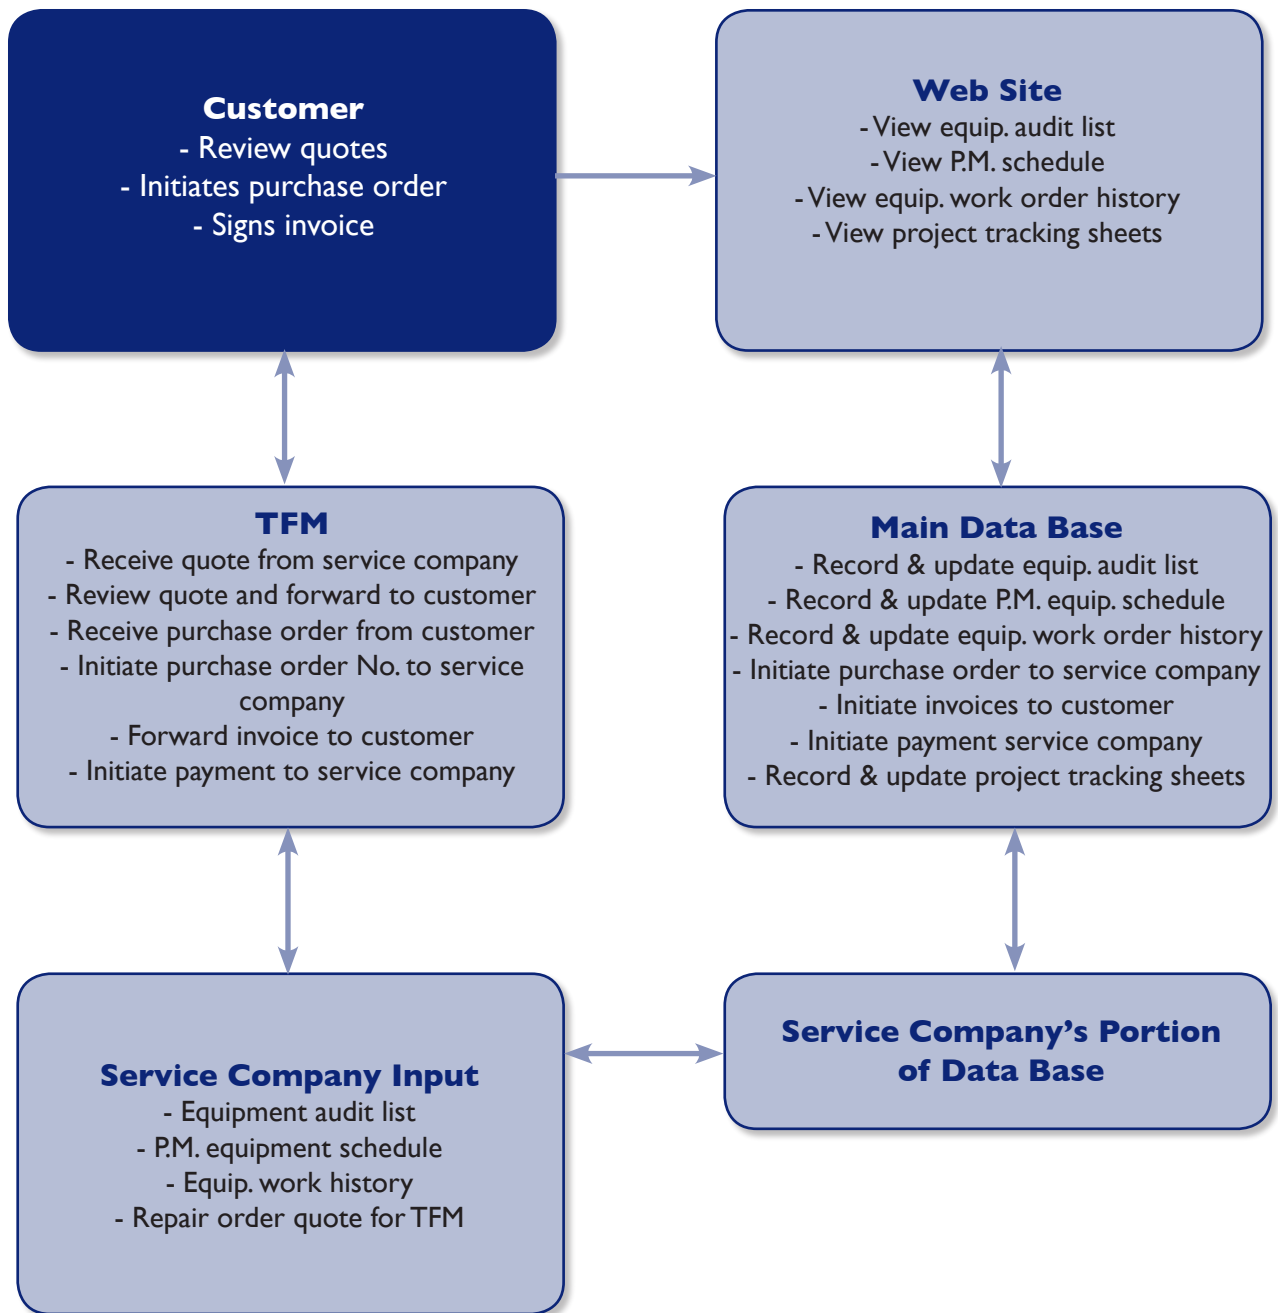 Customer
- Review quotes
- Initiates purchase order
- Signs invoice
Web Site
- View equip. audit list
- View P.M. schedule
- View equip. work order history
- View project tracking sheets
TFM
- Receive quote from service company
- Review quote and forward to customer
- Receive purchase order from customer
- Initiate purchase order No. to service
company
- Forward invoice to customer
- Initiate payment to service company
Main Data Base
- Record & update equip. audit list
- Record & update P.M. equip. schedule
- Record & update equip. work order history
- Initiate purchase order to service company
- Initiate invoices to customer
- Initiate payment service company
- Record & update project tracking sheets
Service Company Input
- Equipment audit list
- P.M. equipment schedule
- Equip. work history
- Repair order quote for TFM
Service Company’s Portion
of Data Base